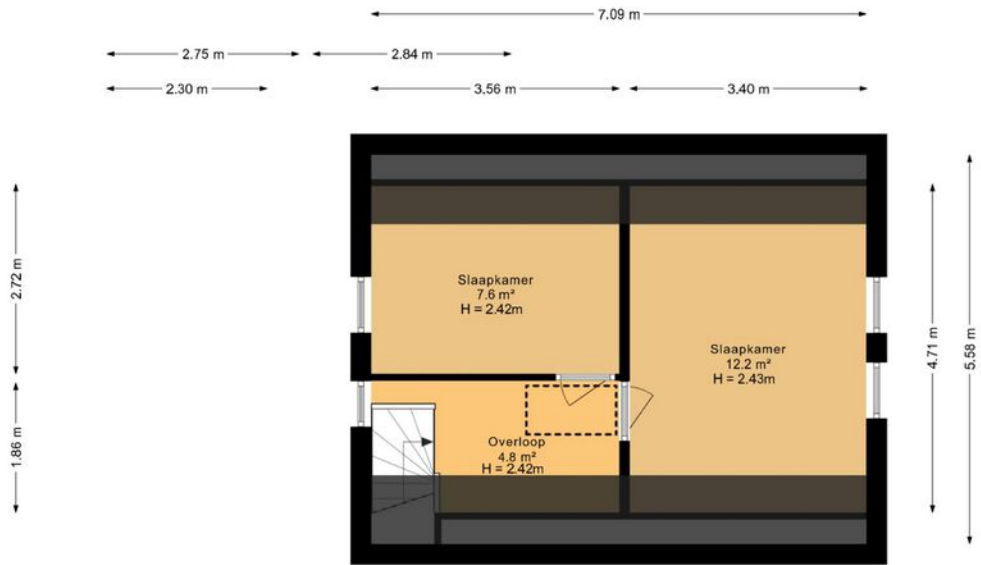 7.09 m
2.75 m
2.84 m
2.30 m
3.56 m
3.40 m
2.72 m
1.86 m
Slaapkamer
7.6 m²
H = 2.42m
Slaapkamer
12.2 m²
H = 2.43m
Overloop
4.8 m²
H = 2.42m
4.71 m
5.58 m